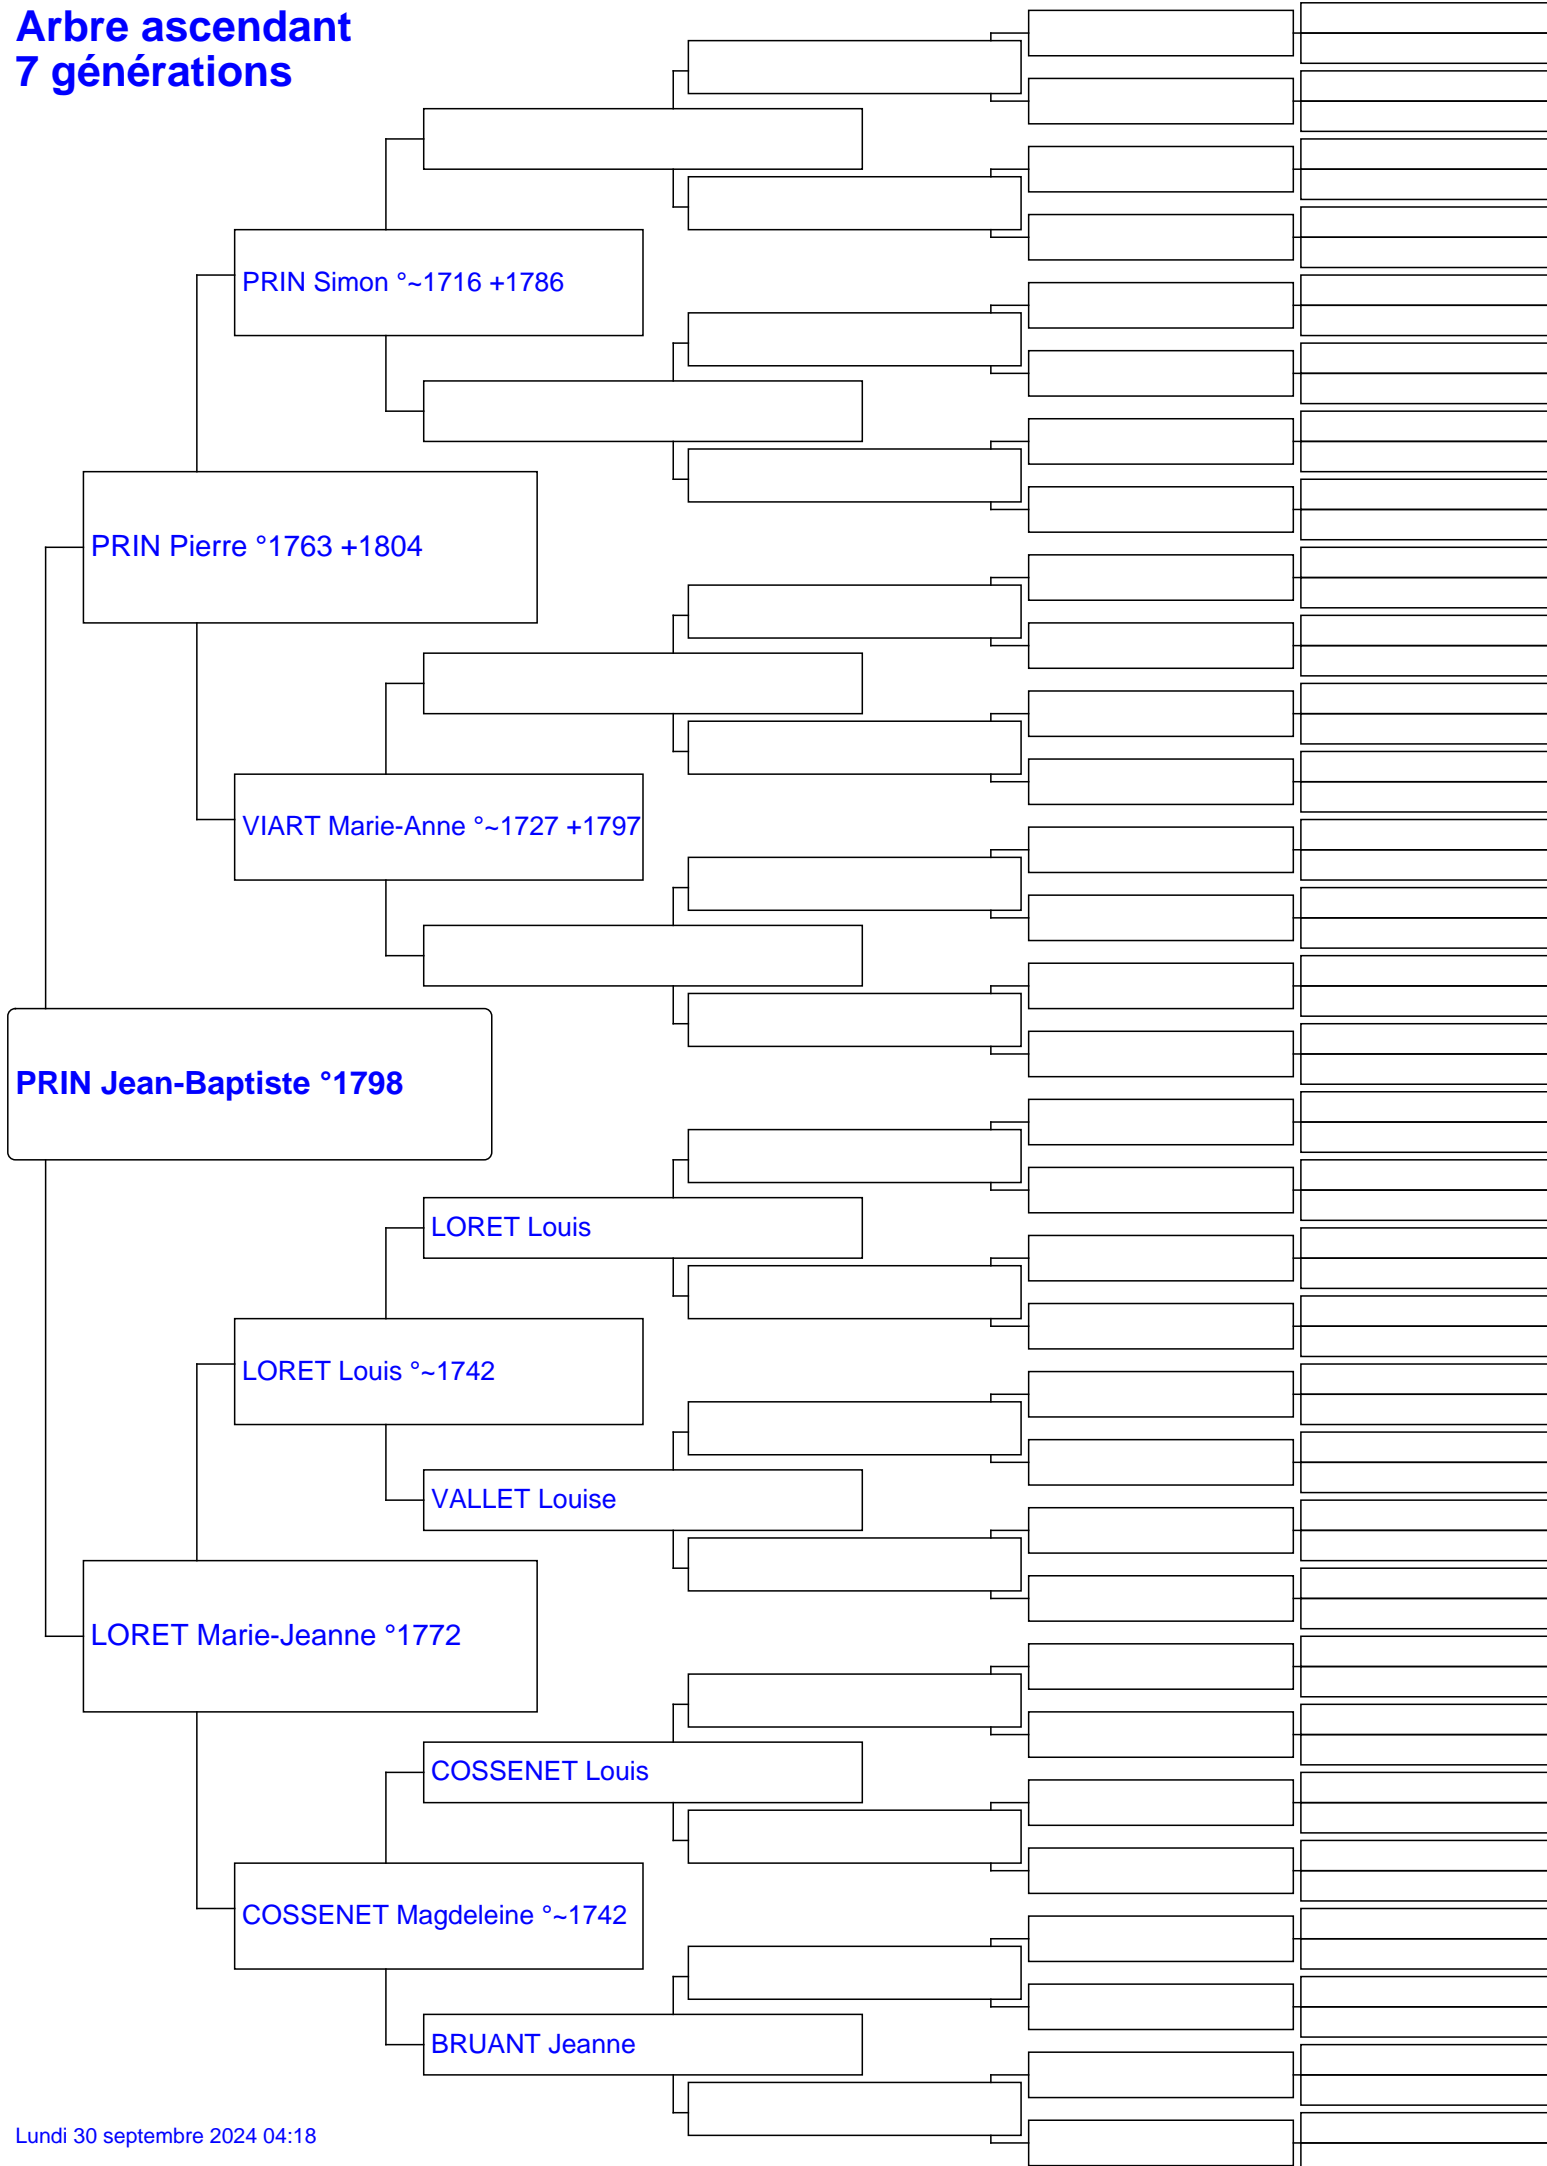 Arbre ascendant
7 générations
PRIN Simon °~1716 +1786
PRIN Pierre °1763 +1804
VIART Marie-Anne °~1727 +1797
PRIN Jean-Baptiste °1798
LORET Louis
LORET Louis °~1742
VALLET Louise
LORET Marie-Jeanne °1772
COSSENET Louis
COSSENET Magdeleine °~1742
BRUANT Jeanne
Lundi 30 septembre 2024 04:18